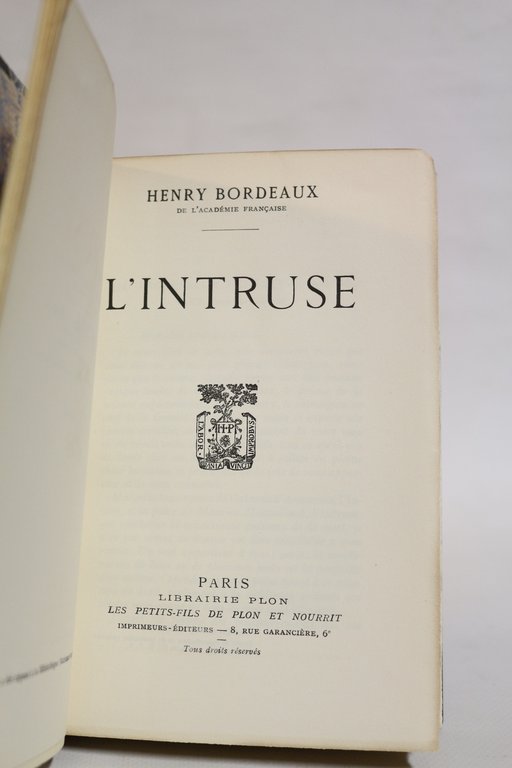 HENRY BORDEAUX
DE L'ACADÉMIE FRANÇAISE
L'INTRUSE
LABOR
H·P
IMPROBVS
OMNIA VINCIT
PARIS
LIBRAIRIE PLON
LES PETITS-FILS DE PLON ET NOURRIT
IMPRIMEURS-ÉDITEURS — 8, RUE GARANCIÈRE, 6e
Tous droits réservés